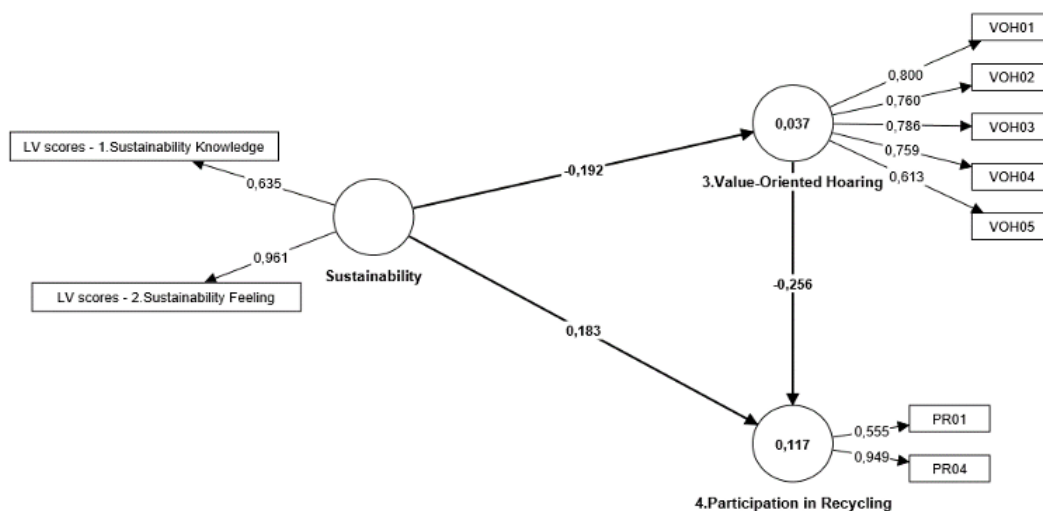 VOH01
0,800
VOH02
0,760
0,037
0,786
VOH03
LV scores - 1.Sustainability Knowledge
0,759
0,635
-0,192
3.Value-Oriented Hoaring
VOH04
0,613
VOH05
Sustainability
0,961
LV scores - 2.Sustainability Feeling
-0,256
0,183
0,555
PR01
0,117
0,949
PR04
4.Participation in Recycling